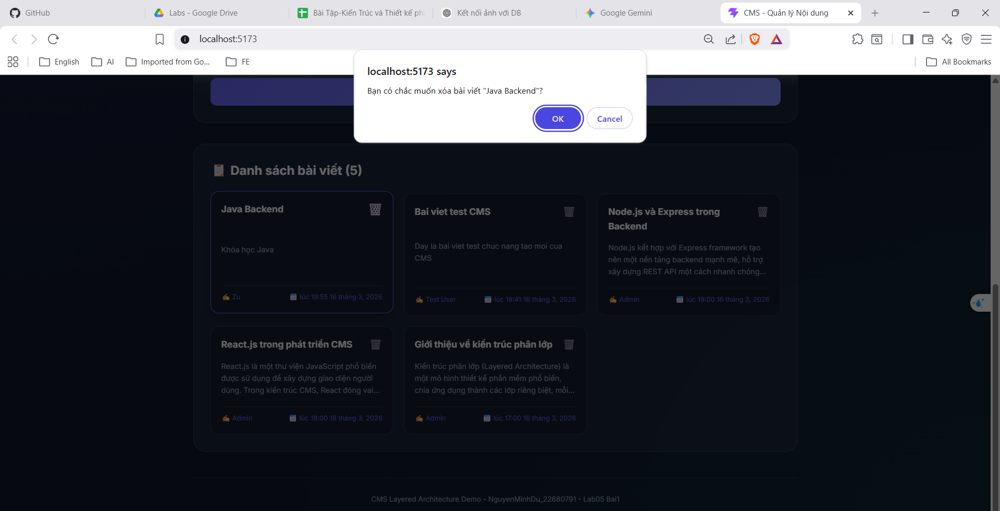 GitHub
Labs - Google Drive
Bài Tập-Kiến Trúc và Thiết kế ph
Kết nối ảnh với DB
Google Gemini
CMS - Quản lý Nội dung
localhost:5173
English
AI
Imported from Go...
FE
All Bookmarks
localhost:5173 says
Bạn có chắc muốn xóa bài viết "Java Backend"?
OK
Cancel
Danh sách bài viết (5)
Java Backend
Khóa học Java
Zu
lúc 19:55 16 tháng 3, 2026
Bai viet test CMS
Day la bai viet test chuc nang tao moi cua
CMS
Test User
lúc 19:41 16 tháng 3, 2026
Node.js và Express trong
Backend
Node.js kết hợp với Express framework tạo
nên một nền tảng backend mạnh mẽ, hỗ trợ
xây dựng REST API một cách nhanh chóng...
Admin
lúc 19:00 16 tháng 3, 2026
React.js trong phát triển CMS
React.js là một thư viện JavaScript phổ biến
được sử dụng để xây dựng giao diện người
dùng. Trong kiến trúc CMS, React đóng vai...
Admin
lúc 18:00 16 tháng 3, 2026
Giới thiệu về kiến trúc phân lớp
Kiến trúc phân lớp (Layered Architecture) là
một mô hình thiết kế phần mềm phổ biến,
chia ứng dụng thành các lớp riêng biệt, mỗi...
Admin
lúc 17:00 16 tháng 3, 2026
CMS Layered Architecture Demo - NguyenMinhDu_22680791 - Lab05 Bai1